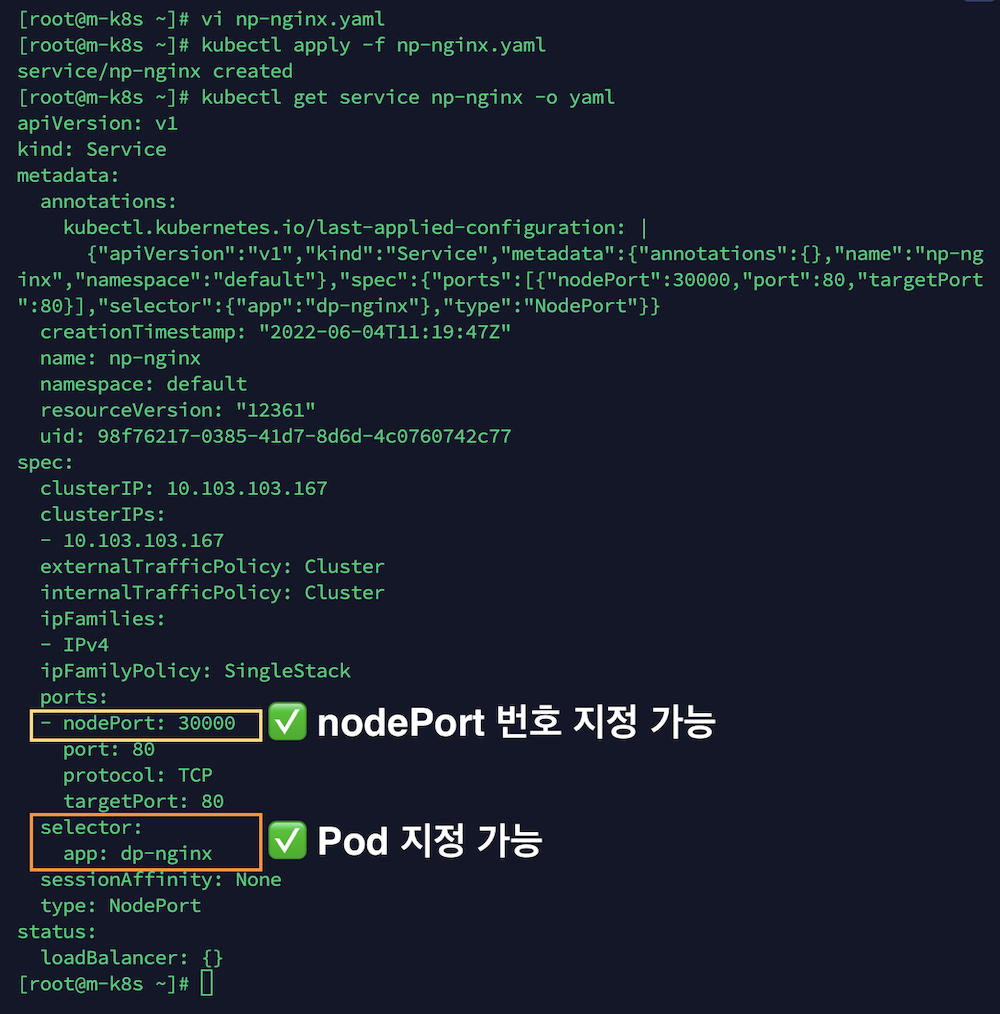 [root@m-k8s ~]# vi np-nginx.yaml
[root@m-k8s ~]# kubectl apply -f np-nginx.yaml
service/np-nginx created
[root@m-k8s ~]# kubectl get service np-nginx -o yaml
apiVersion: v1
kind: Service
metadata:
  annotations:
    kubectl.kubernetes.io/last-applied-configuration: |
      {"apiVersion":"v1","kind":"Service","metadata":{"annotations":{},"name":"np-ng
inx","namespace":"default"},"spec":{"ports":[{"nodePort":30000,"port":80,"targetPort
":80}],"selector":{"app":"dp-nginx"},"type":"NodePort"}}
  creationTimestamp: "2022-06-04T11:19:47Z"
  name: np-nginx
  namespace: default
  resourceVersion: "12361"
  uid: 98f76217-0385-41d7-8d6d-4c0760742c77
spec:
  clusterIP: 10.103.103.167
  clusterIPs:
  - 10.103.103.167
  externalTrafficPolicy: Cluster
  internalTrafficPolicy: Cluster
  ipFamilies:
  - IPv4
  ipFamilyPolicy: SingleStack
  ports:
  - nodePort: 30000 ✅ nodePort 번호 지정 가능
    port: 80
    protocol: TCP
    targetPort: 80
  selector:
✅ Pod 지정 가능
    app: dp-nginx
  sessionAffinity: None
  type: NodePort
status:
  loadBalancer: {}
[root@m-k8s ~]#